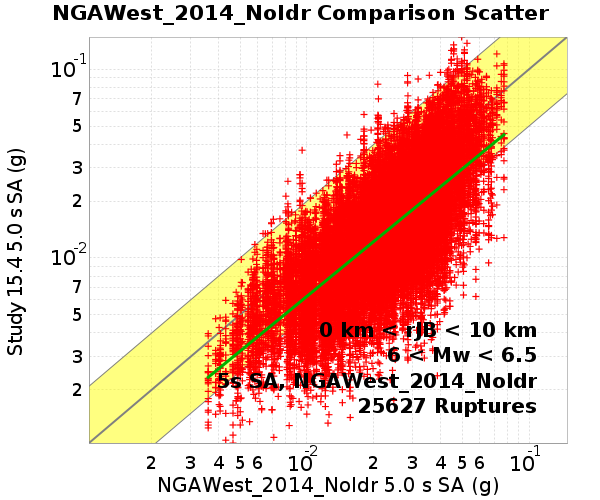 NGAWest_2014_NoIdr Comparison Scatter
Study 15.4 5.0 s SA (g)
10-1
7
5
3
2
10-2
7
5
3
2
0 km < rJB < 10 km
6 < Mw < 6.5
5s SA, NGAWest_2014_NoIdr
25627 Ruptures
2 3 4 5 6 10-2 2 3 4 5 6 10-1
NGAWest_2014_NoIdr 5.0 s SA (g)